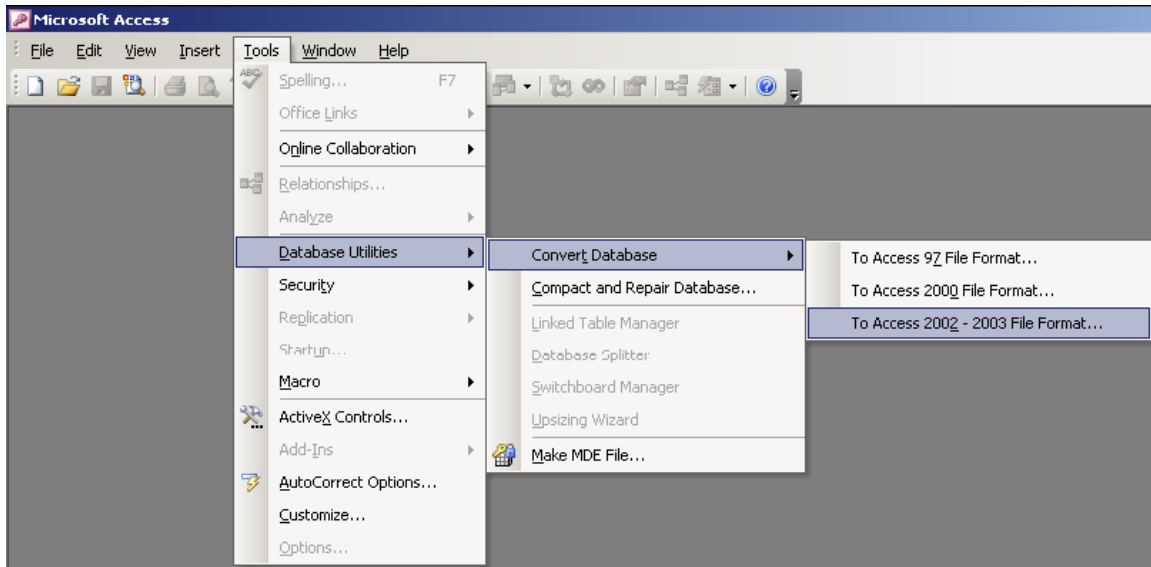 Microsoft Access
File Edit View Insert Tools Window Help
ABC
Spelling... F7
Office Links
Online Collaboration
Relationships...
Analyze
Database Utilities
Security
Replication
Startup...
Macro
ActiveX Controls...
Add-Ins
AutoCorrect Options...
Customize...
Options...
Convert Database
Compact and Repair Database...
Linked Table Manager
Database Splitter
Switchboard Manager
Upsizing Wizard
Make MDE File...
To Access 97 File Format...
To Access 2000 File Format...
To Access 2002 - 2003 File Format...